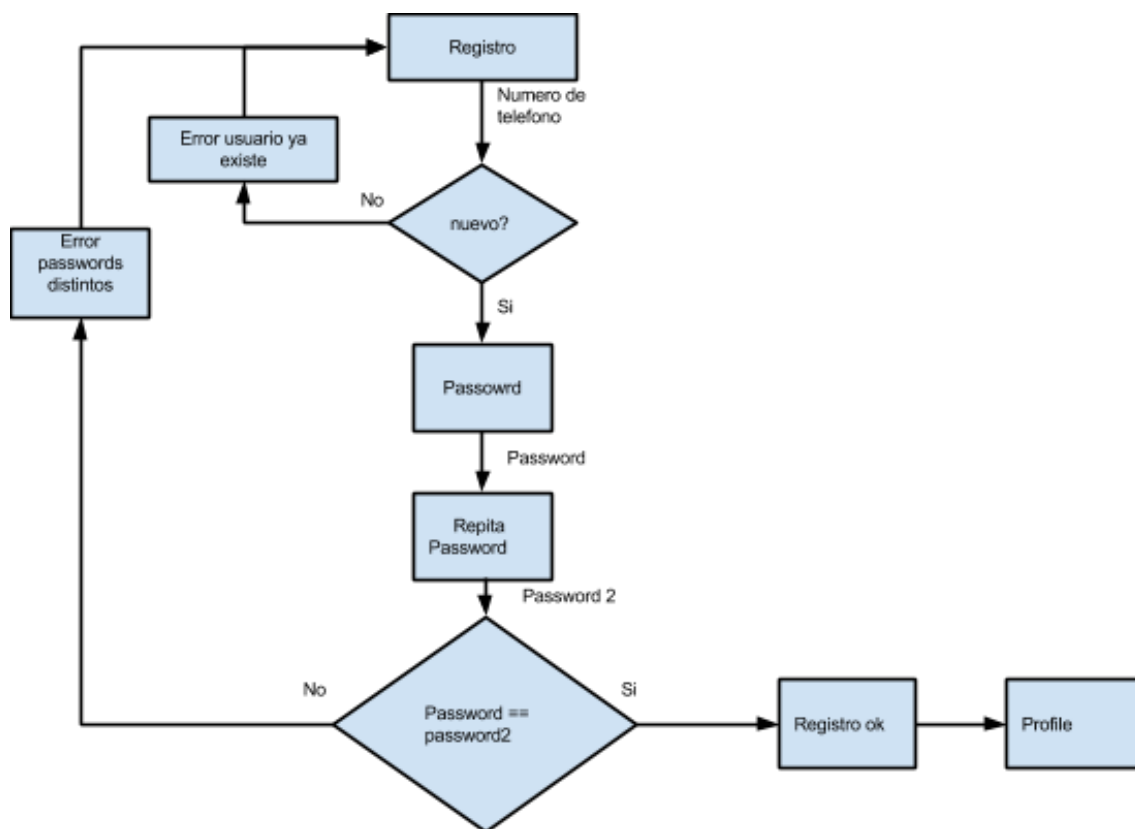 Registro
Numero de
telefono
Error usuario ya
existe
No
nuevo?
Error
passwords
distintos
Si
Passowrd
Password
Repita
Password
Password 2
No
Si
Password ==
password2
Registro ok
Profile